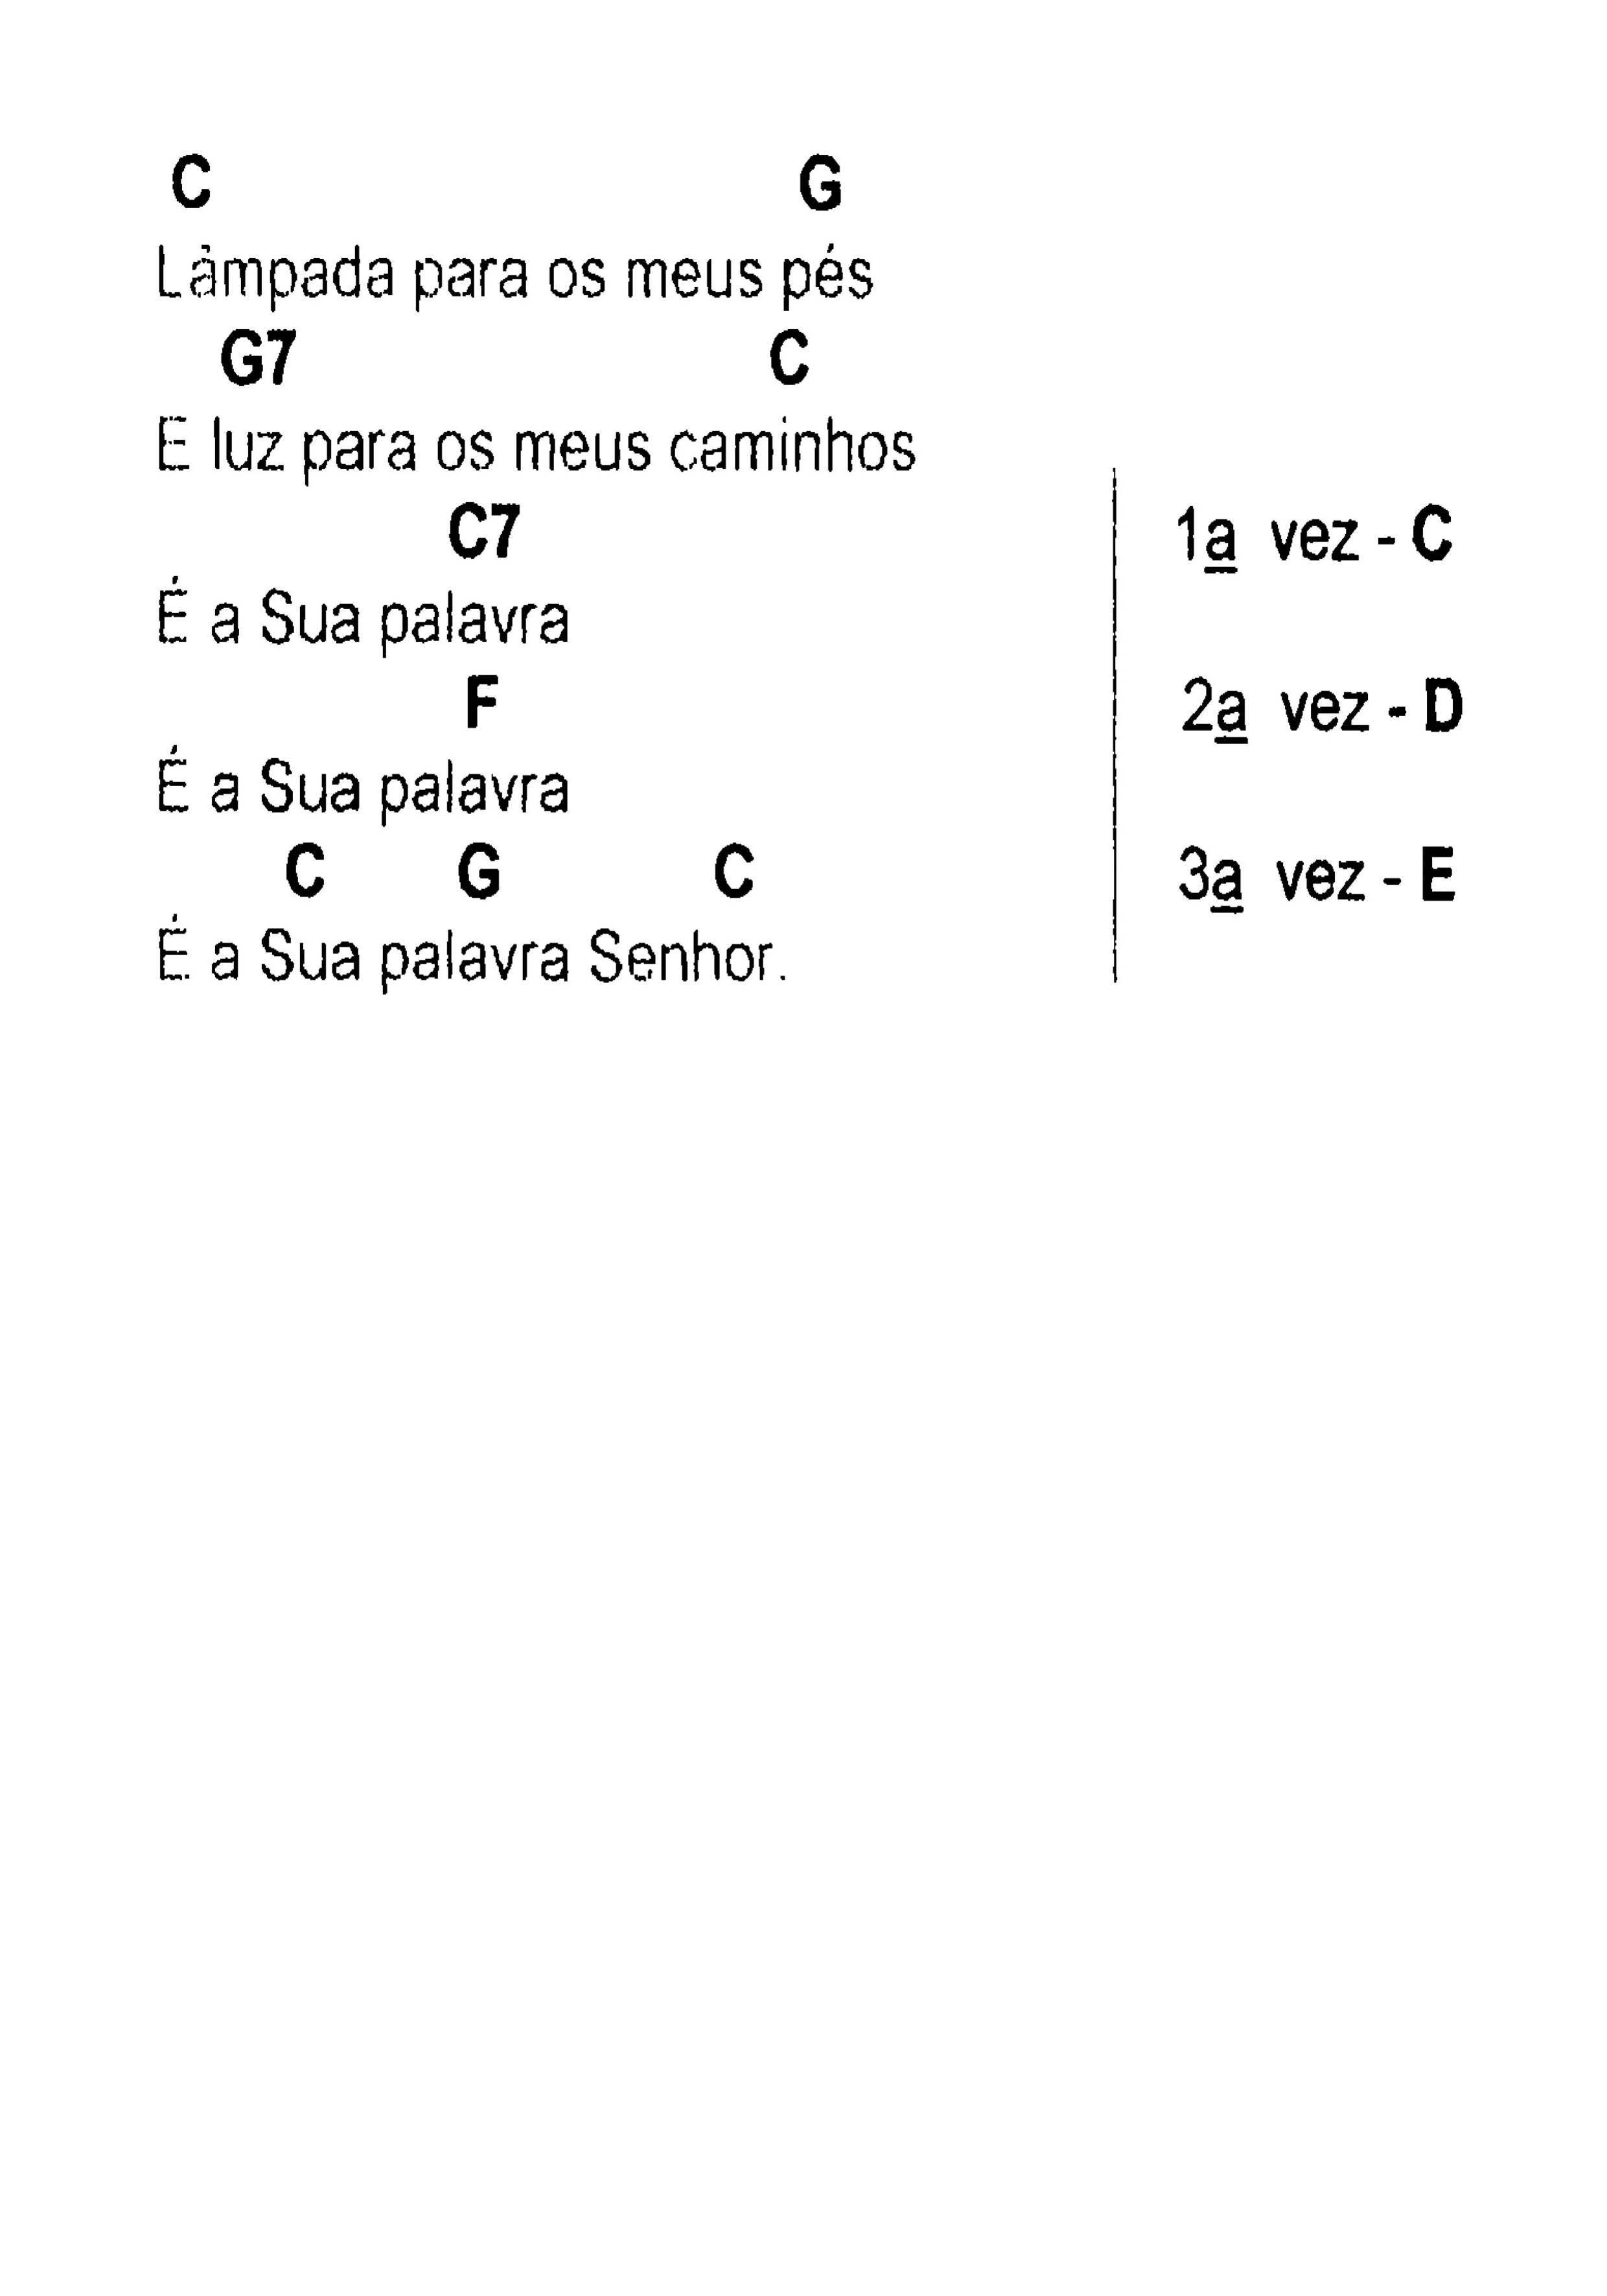 C G
Lâmpada para os meus pés
G7 C
E luz para os meus caminhos
C7
É a Sua palavra
F
É a Sua palavra
C G C
É a Sua palavra Senhor.
1a vez - C
2a vez - D
3a vez - E